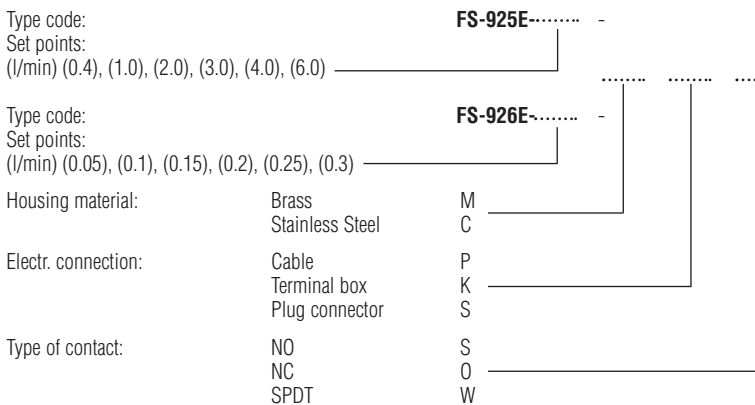 Type code: FS-925E-........ -
Set points:
(l/min) (0.4), (1.0), (2.0), (3.0), (4.0), (6.0)
........ ........ ....
Type code: FS-926E-........ -
Set points:
(l/min) (0.05), (0.1), (0.15), (0.2), (0.25), (0.3)
Housing material: Brass M
Stainless Steel C
Electr. connection: Cable P
Terminal box K
Plug connector S
Type of contact: NO S
NC O
SPDT W